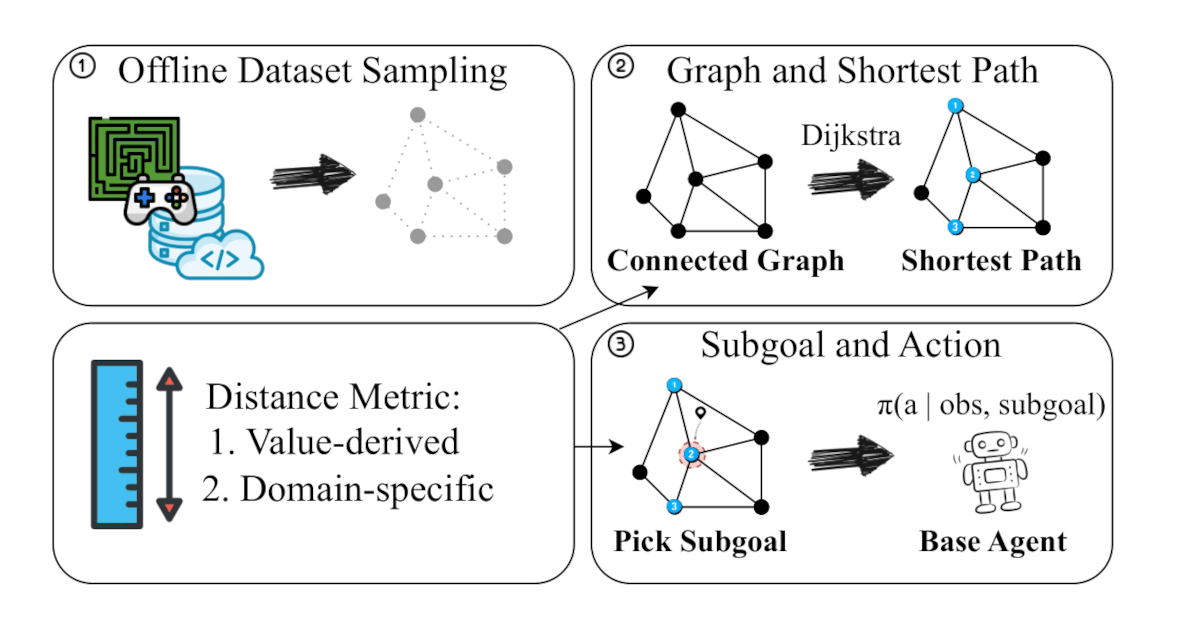 ① Offline Dataset Sampling
</>
② Graph and Shortest Path
Dijkstra
1
2
3
Connected Graph
Shortest Path
Distance Metric:
1. Value-derived
2. Domain-specific
③ Subgoal and Action
1
2
3
π(a | obs, subgoal)
Pick Subgoal
Base Agent